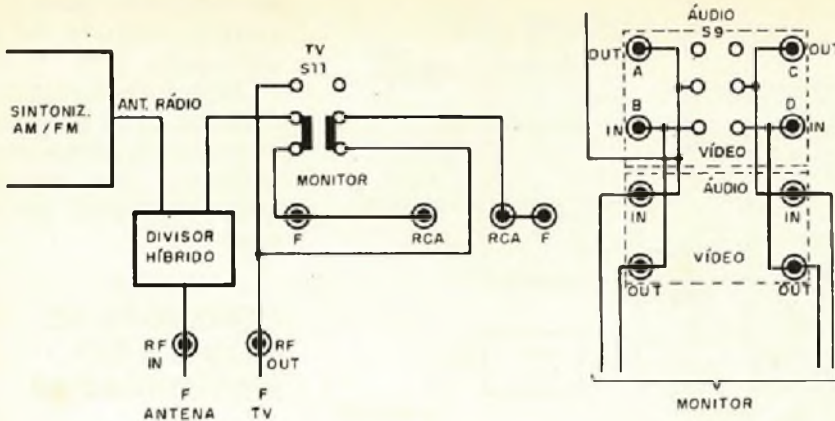 SINTONIZ.
AM / FM
ANT. RÁDIO
TV
S11
MONITOR
DIVISOR
HÍBRIDO
F
RCA
RCA
F
RF
IN
RF
OUT
F
ANTENA
F
TV
ÁUDIO
S9
OUT
A
C
OUT
B
D
IN
IN
VÍDEO
ÁUDIO
IN
IN
VÍDEO
OUT
OUT
MONITOR